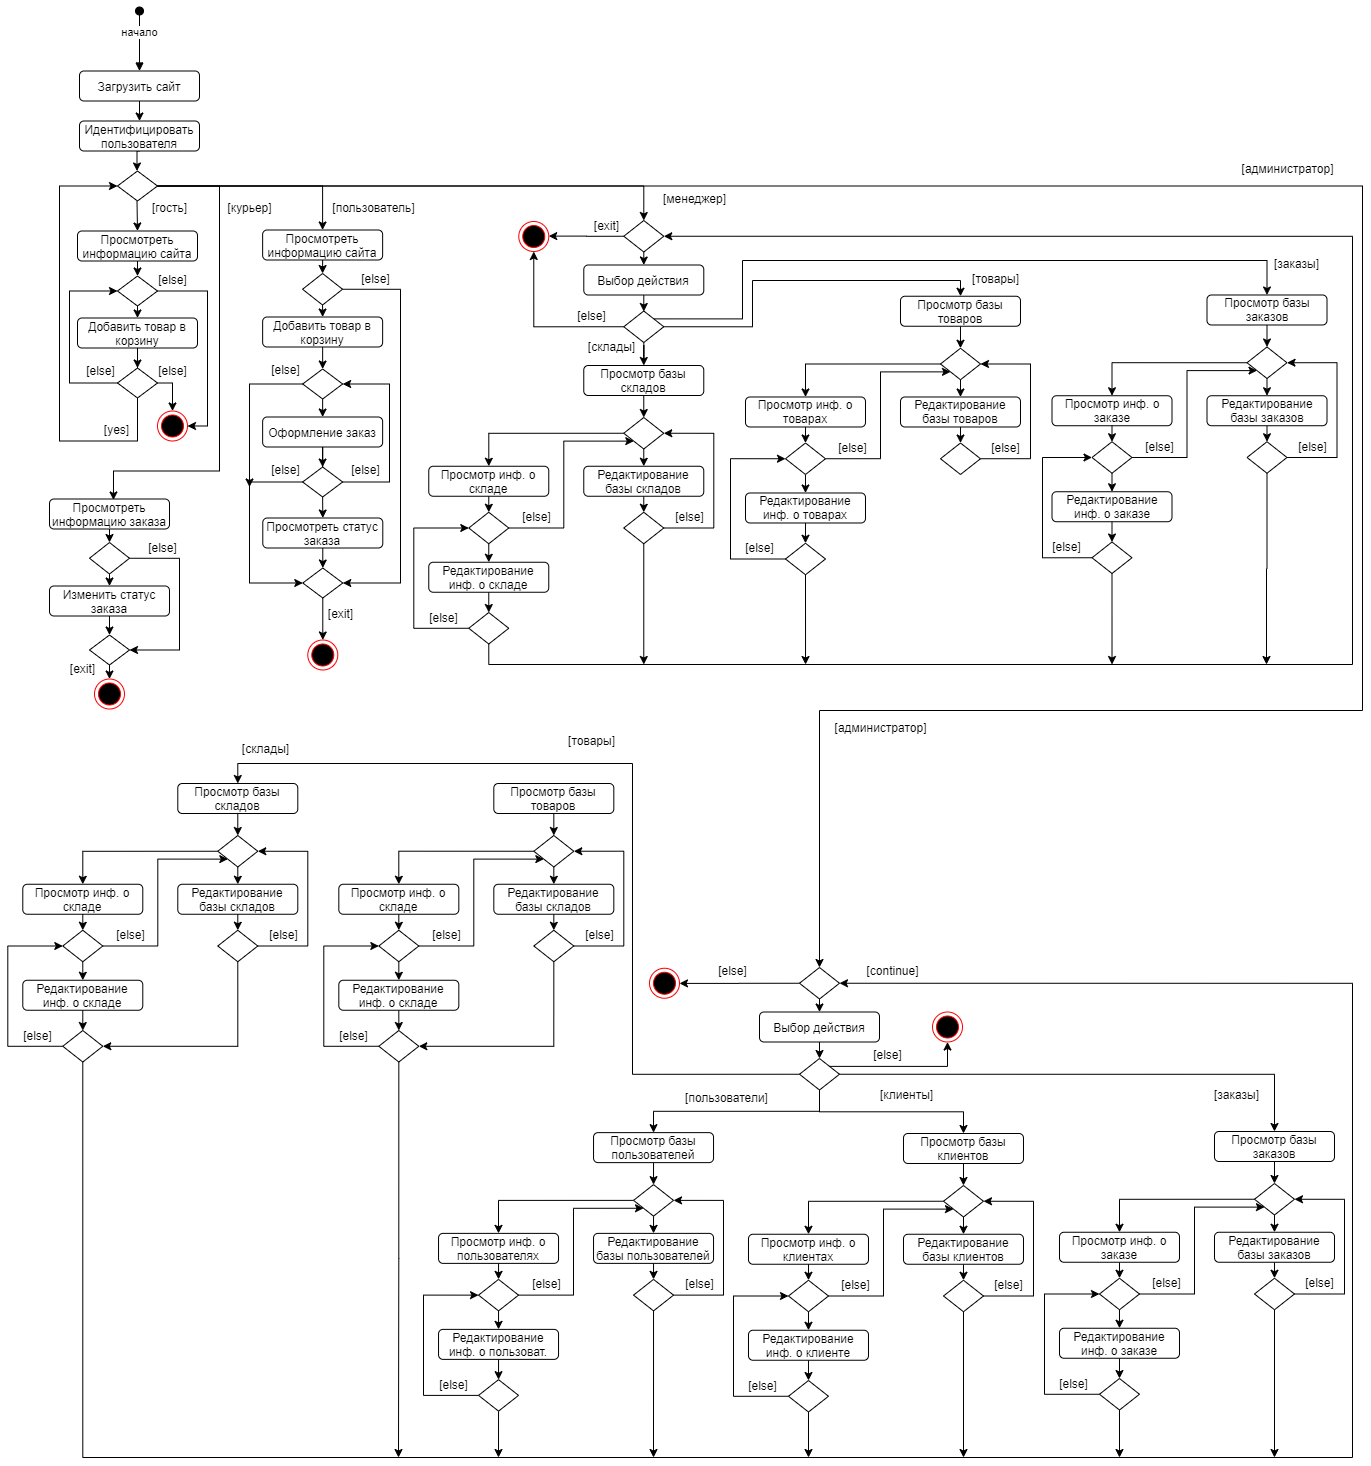 начало
Загрузить сайт
Идентифицировать
пользователя
[администратор]
[гость]
[курьер]
[пользователь]
[менеджер]
Просмотреть
информацию сайта
[else]
Добавить товар в
корзину
[else]
[else]
[yes]
Просмотреть
информацию заказа
[else]
Изменить статус
заказа
[exit]
Просмотреть
информацию сайта
[else]
Добавить товар в
корзину
[else]
Оформление заказ
[else]
[else]
Просмотреть статус
заказа
[exit]
[exit]
Выбор действия
[else]
[склады]
[товары]
[заказы]
Просмотр базы
складов
Просмотр инф. о
складе
[else]
Редактирование
базы складов
[else]
Редактирование
инф. о складе
[else]
Просмотр базы
товаров
Просмотр инф. о
товарах
[else]
Редактирование
базы товаров
[else]
Редактирование
инф. о товарах
[else]
Просмотр базы
заказов
Просмотр инф. о
заказе
[else]
Редактирование
базы заказов
[else]
Редактирование
инф. о заказе
[else]
[администратор]
[склады]
[товары]
Просмотр базы
складов
Просмотр инф. о
складе
[else]
Редактирование
базы складов
[else]
Редактирование
инф. о складе
[else]
Просмотр базы
товаров
Просмотр инф. о
складе
[else]
Редактирование
базы складов
[else]
Редактирование
инф. о складе
[else]
[else]
[continue]
Выбор действия
[else]
[пользователи]
[клиенты]
[заказы]
Просмотр базы
пользователей
Просмотр инф. о
пользователях
[else]
Редактирование
базы пользователей
[else]
Редактирование
инф. о пользоват.
[else]
Просмотр базы
клиентов
Просмотр инф. о
клиентах
[else]
Редактирование
базы клиентов
[else]
Редактирование
инф. о клиенте
[else]
Просмотр базы
заказов
Просмотр инф. о
заказе
[else]
Редактирование
базы заказов
[else]
Редактирование
инф. о заказе
[else]